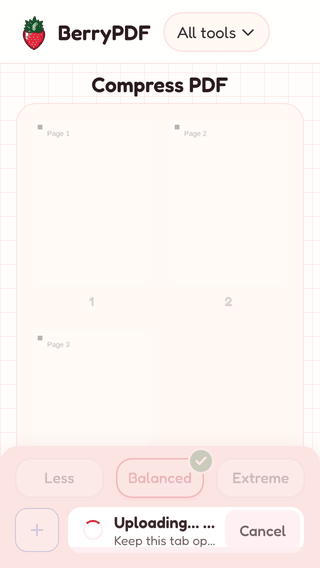 BerryPDF All tools
Compress PDF
Page 1 Page 2
1 2
Page 3
Less Balanced Extreme
Uploading... ... Cancel
Keep this tab op...